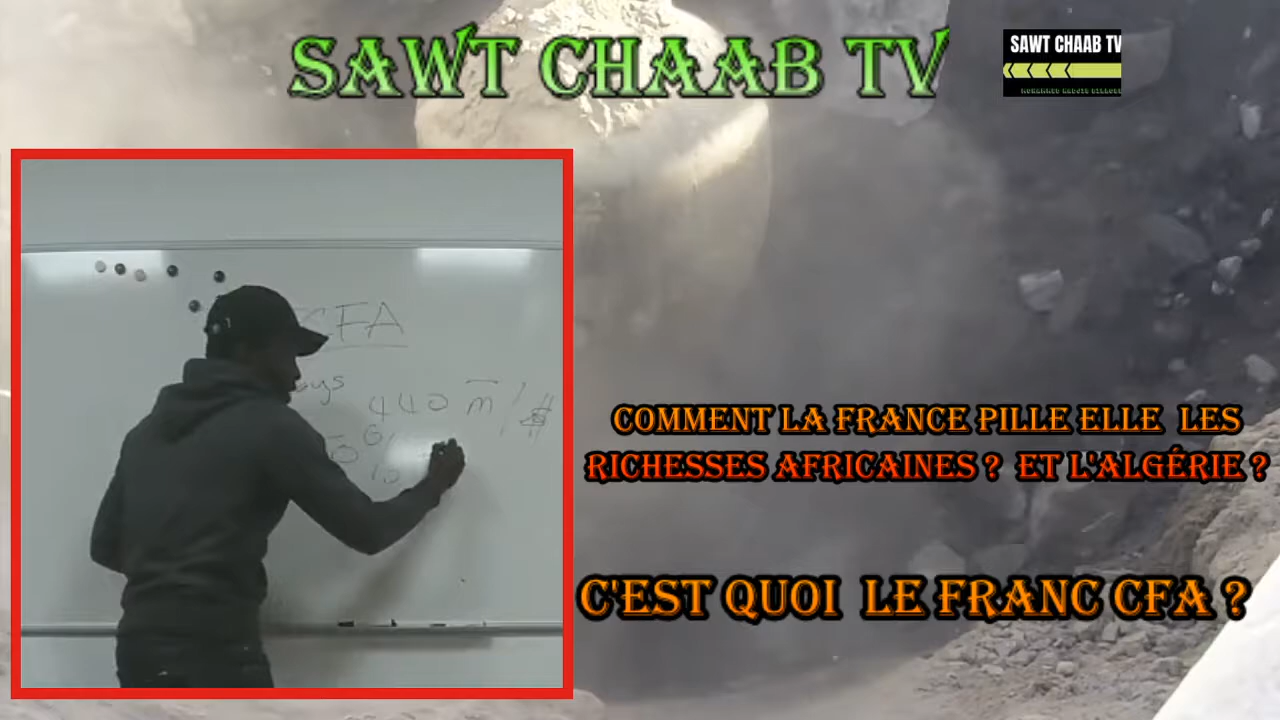 SAWT CHAAB TV
SAWT CHAAB TV
CFA
440 m / $
COMMENT LA FRANCE PILLE ELLE LES
RICHESSES AFRICAINES ? ET L'ALGÉRIE ?
C'EST QUOI LE FRANC CFA ?